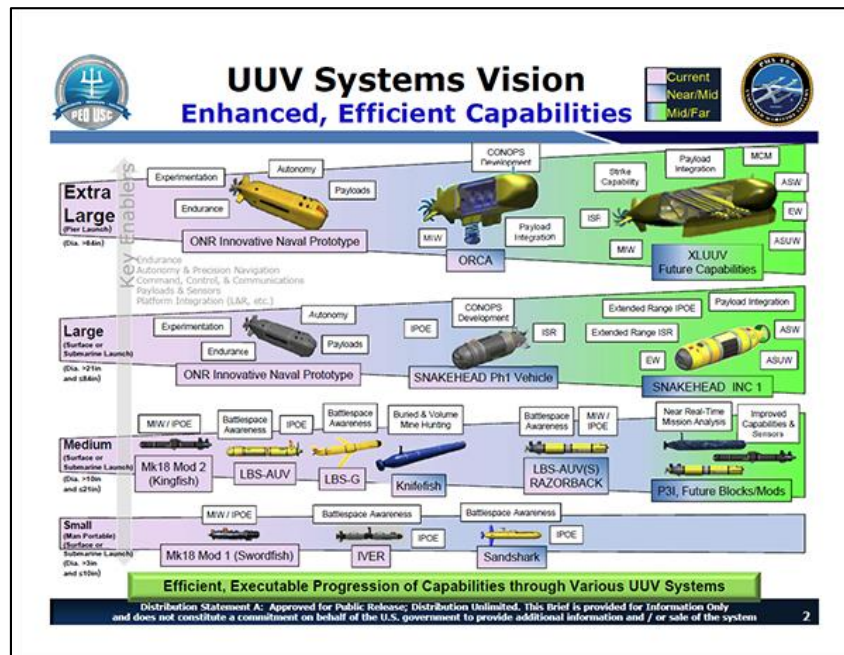 PEO USC
UUV Systems Vision
Enhanced, Efficient Capabilities
Current
Near/Mid
Mid/Far
Key Enablers
Extra
Large
(Pier Launch)
(Dia. >84in)
Experimentation
Autonomy
Endurance
Payloads
ONR Innovative Naval Prototype
CONOPS
Development
MIW
Payload
Integration
ORCA
Strike
Capability
Payload
Integration
MCM
ISR
ASW
EW
MIW
ASUW
XLUUV
Future Capabilities
Endurance
Autonomy & Precision Navigation
Command, Control, & Communications
Payloads & Sensors
Platform Integration (L&R, etc.)
Large
(Surface or
Submarine Launch)
(Dia. >21in
and ≤84in)
Experimentation
Autonomy
Endurance
Payloads
ONR Innovative Naval Prototype
IPOE
CONOPS
Development
ISR
SNAKEHEAD Ph1 Vehicle
Extended Range IPOE
Payload Integration
Extended Range ISR
ASW
EW
ASUW
SNAKEHEAD INC 1
Medium
(Surface or
Submarine Launch)
(Dia. >10in
and ≤21in)
MIW / IPOE
Mk18 Mod 2
(Kingfish)
Battlespace
Awareness
IPOE
LBS-AUV
Battlespace
Awareness
LBS-G
Buried & Volume
Mine Hunting
Knifefish
Battlespace
Awareness
MIW /
IPOE
LBS-AUV(S)
RAZORBACK
Near Real-Time
Mission Analysis
Improved
Capabilities &
Sensors
P3I, Future Blocks/Mods
Small
(Man Portable)
(Surface or
Submarine Launch)
(Dia. >3in
and ≤10in)
MIW / IPOE
Mk18 Mod 1 (Swordfish)
Battlespace Awareness
IPOE
IVER
Battlespace Awareness
IPOE
Sandshark
Efficient, Executable Progression of Capabilities through Various UUV Systems
Distribution Statement A: Approved for Public Release; Distribution Unlimited. This Brief is provided for Information Only
and does not constitute a commitment on behalf of the U.S. government to provide additional information and / or sale of the system
2